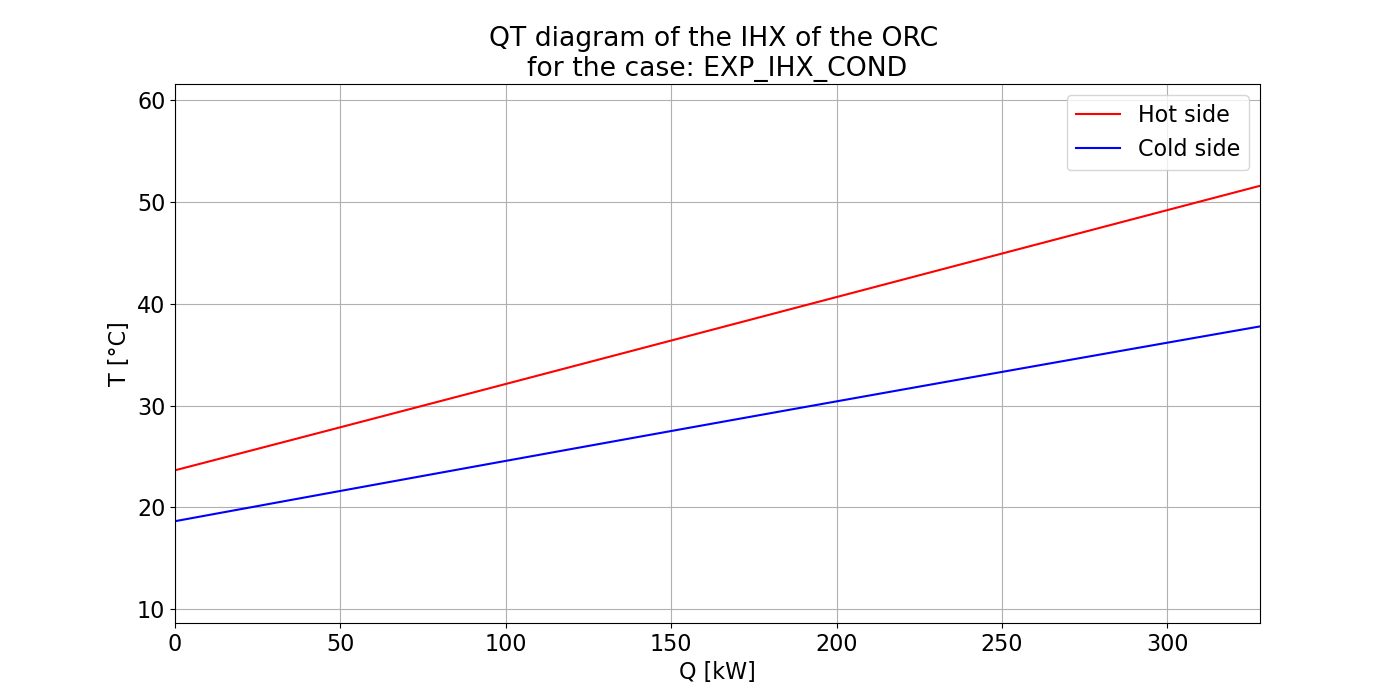 QT diagram of the IHX of the ORC
for the case: EXP_IHX_COND
Hot side
Cold side
60
50
40
30
20
10
T [°C]
0
50
100
150
200
250
300
Q [kW]